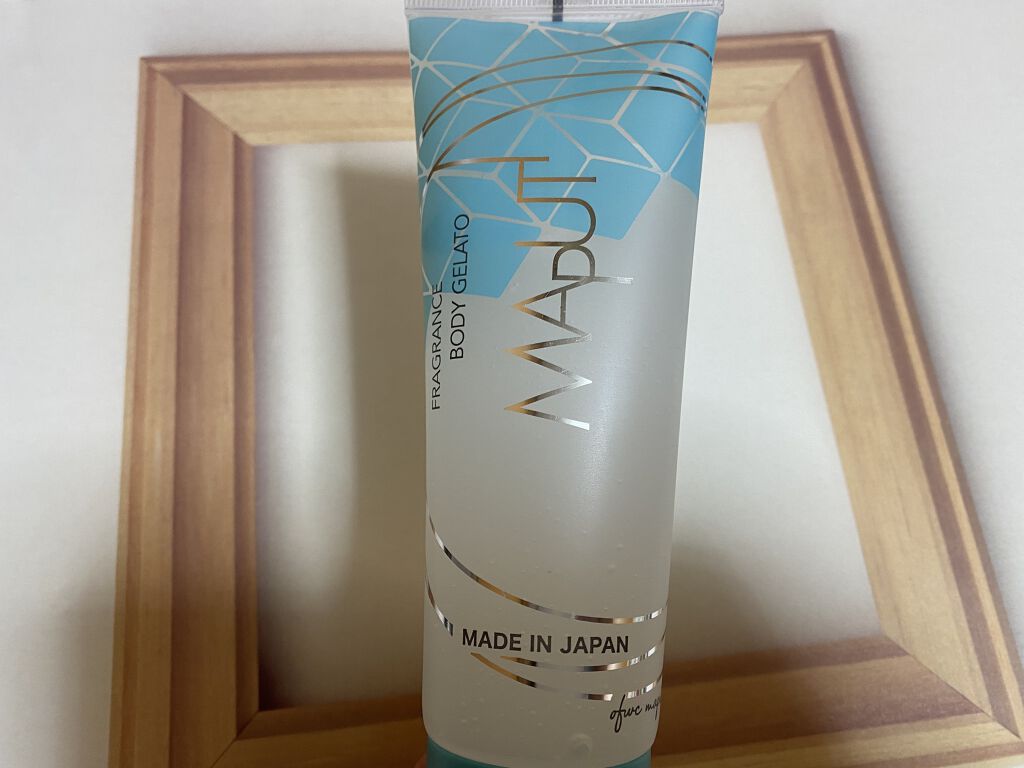 FRAGRANCE
BODY GELATO
MAPUTI
MADE IN JAPAN